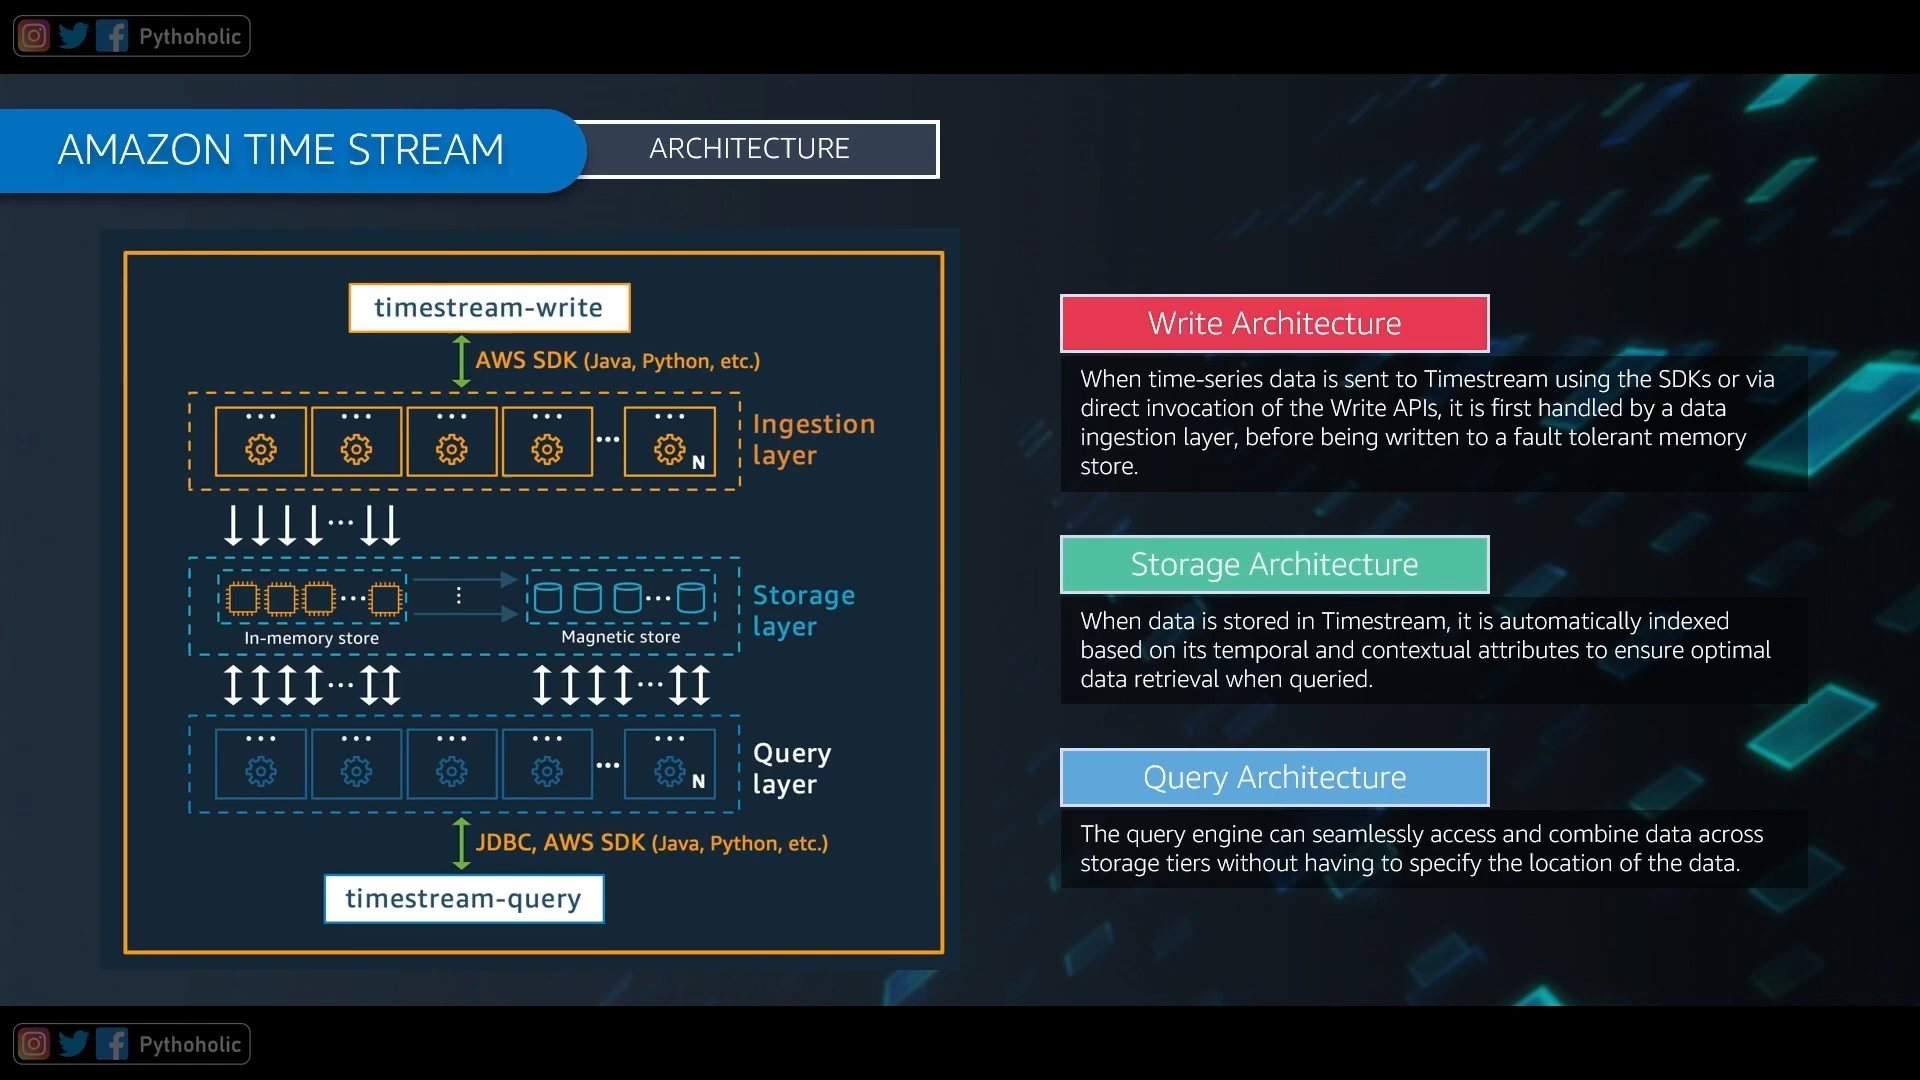 Pythoholic
AMAZON TIME STREAM
ARCHITECTURE
timestream-write
AWS SDK (Java, Python, etc.)
N
Ingestion
layer
In-memory store
Magnetic store
Storage
layer
N
Query
layer
JDBC, AWS SDK (Java, Python, etc.)
timestream-query
Write Architecture
When time-series data is sent to Timestream using the SDKs or via
direct invocation of the Write APIs, it is first handled by a data
ingestion layer, before being written to a fault tolerant memory
store.
Storage Architecture
When data is stored in Timestream, it is automatically indexed
based on its temporal and contextual attributes to ensure optimal
data retrieval when queried.
Query Architecture
The query engine can seamlessly access and combine data across
storage tiers without having to specify the location of the data.
Pythoholic